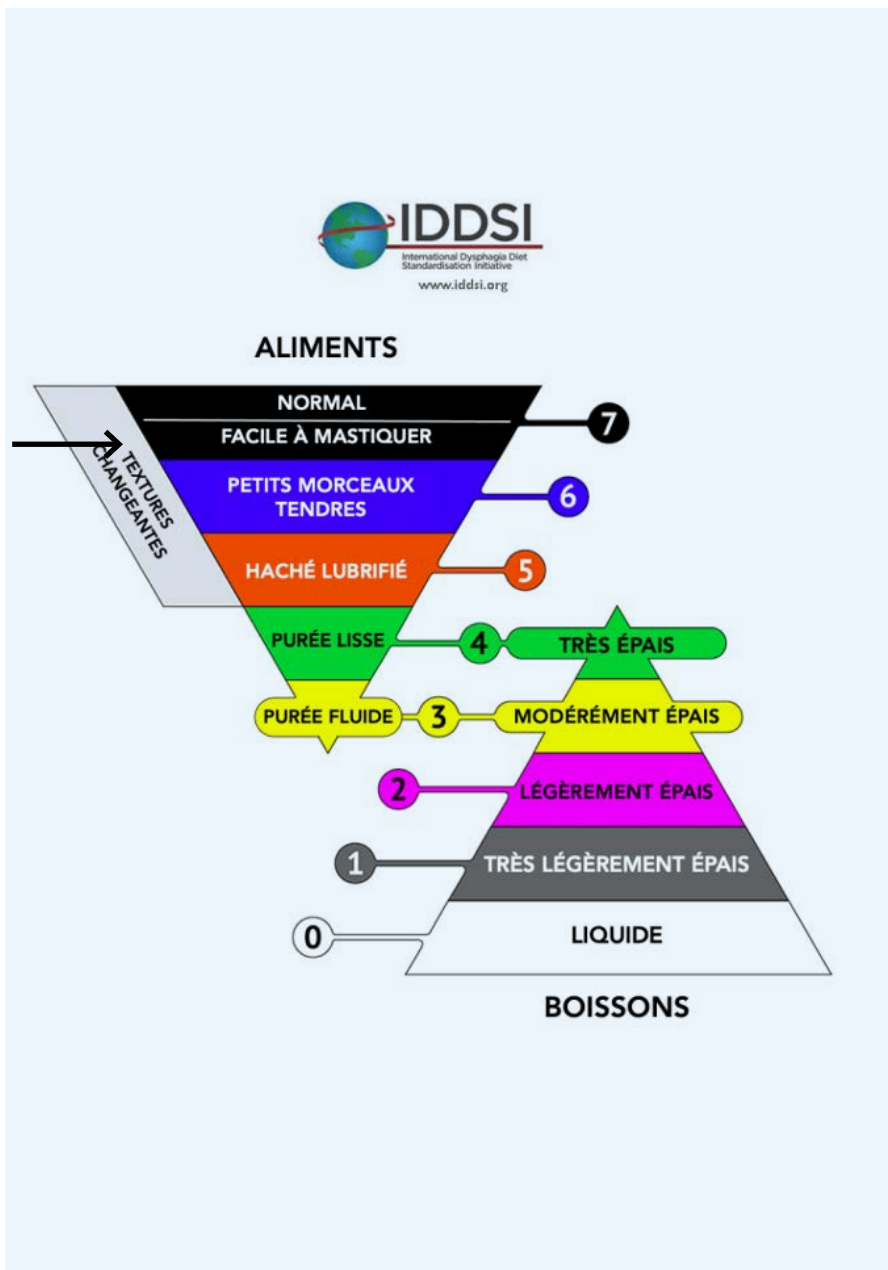 IDDSI
International Dysphagia Diet
Standardisation Initiative
www.iddsi.org
ALIMENTS
NORMAL
FACILE À MASTIQUER
7
TEXTURES
CHANGEANTES
PETITS MORCEAUX
TENDRES
6
HACHÉ LUBRIFIÉ
5
PURÉE LISSE
4
TRÈS ÉPAIS
PURÉE FLUIDE
3
MODÉRÉMENT ÉPAIS
2
LÉGÈREMENT ÉPAIS
1
TRÈS LÉGÈREMENT ÉPAIS
0
LIQUIDE
BOISSONS